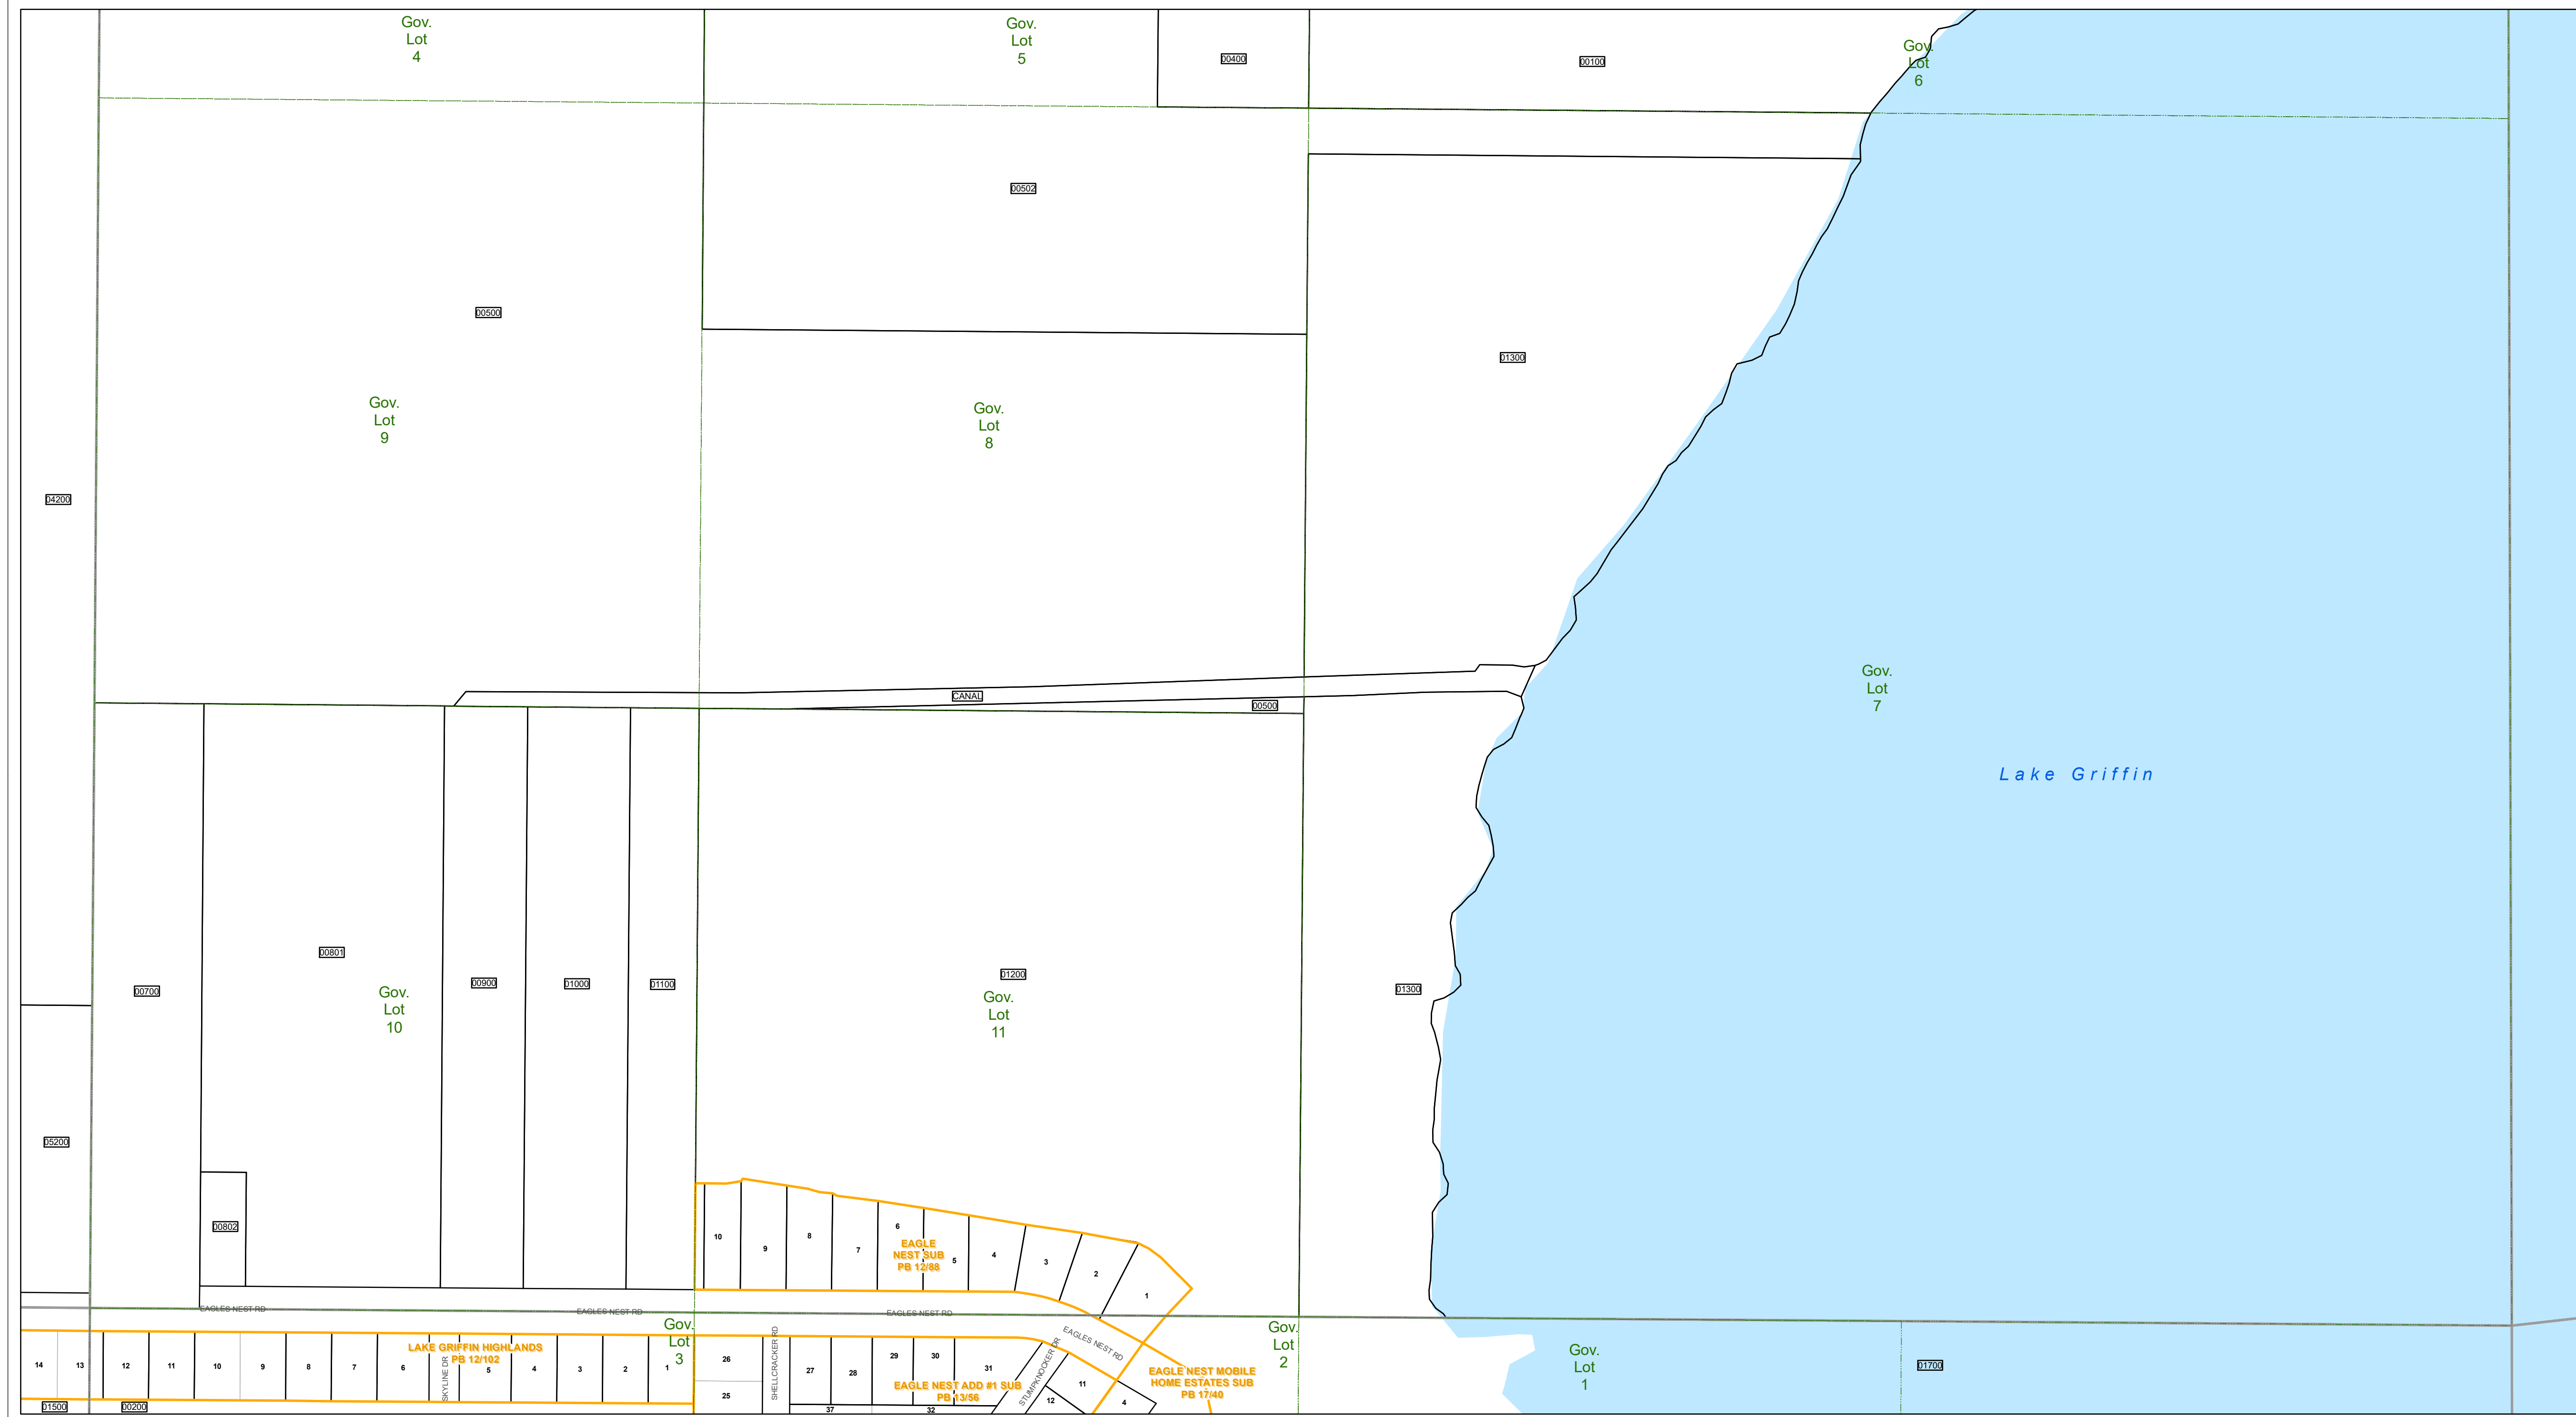 Gov.
Lot
4
Gov.
Lot
5
00400
00100
Gov.
Lot
6
00502
00500
01300
Gov.
Lot
9
Gov.
Lot
8
04200
Gov.
Lot
7
CANAL
00500
Lake Griffin
00801
00700
00900
01000
01100
01200
01300
Gov.
Lot
10
Gov.
Lot
11
05200
00802
10
9
8
7
6
5
4
3
2
1
EAGLE
NEST SUB
PB 12/88
EAGLES NEST RD
EAGLES NEST RD
EAGLES NEST RD
EAGLES NEST RD
Gov.
Lot
3
Gov.
Lot
2
Gov.
Lot
1
01700
14
13
12
11
10
9
8
7
6
5
4
3
2
1
LAKE GRIFFIN HIGHLANDS
PB 12/102
SKYLINE DR
26
25
SHELLCRACKER RD
27
28
29
30
31
EAGLE NEST ADD #1 SUB
PB 13/56
STUMPKNOCKER DR
11
12
4
EAGLE NEST MOBILE
HOME ESTATES SUB
PB 17/40
37
32
01500
00200